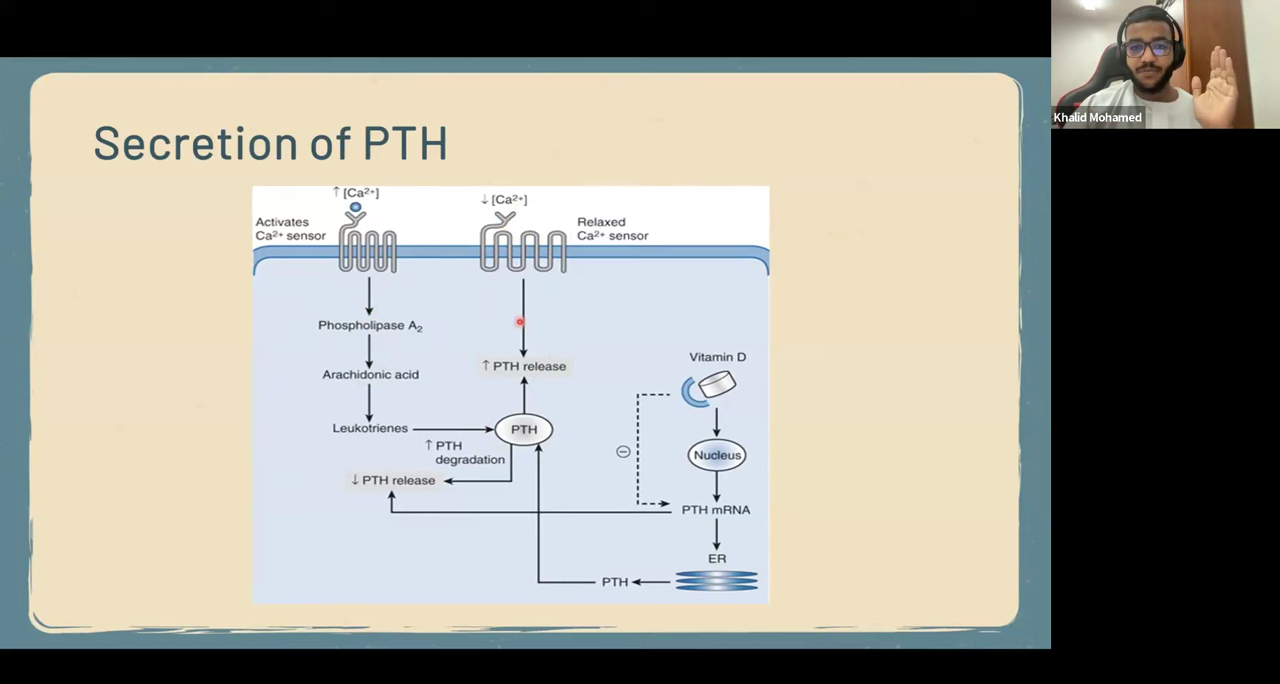 Secretion of PTH
Khalid Mohamed
↑ [Ca²⁺]
↓ [Ca²⁺]
Activates
Ca²⁺ sensor
Relaxed
Ca²⁺ sensor
Phospholipase A₂
Arachidonic acid
Leukotrienes
↑ PTH release
PTH
↑ PTH
degradation
↓ PTH release
Vitamin D
Nucleus
−
PTH mRNA
ER
PTH